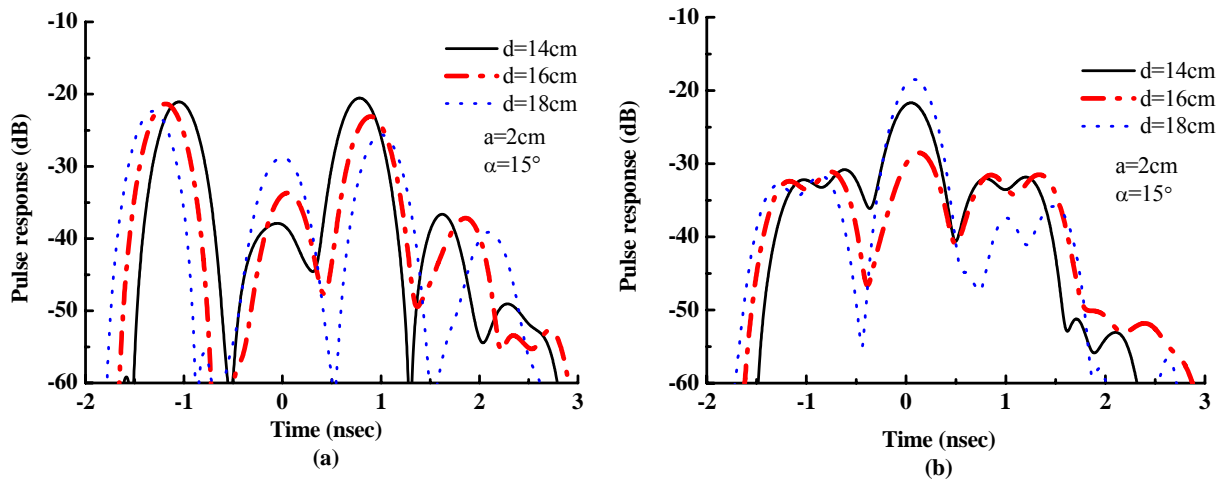 -10
-20
-30
-40
-50
-60
Pulse response (dB)
d=14cm
d=16cm
d=18cm
a=2cm
α=15°
-2 -1 0 1 2 3
Time (nsec)
(a)
-10
-20
-30
-40
-50
-60
Pulse response (dB)
d=14cm
d=16cm
d=18cm
a=2cm
α=15°
-2 -1 0 1 2 3
Time (nsec)
(b)